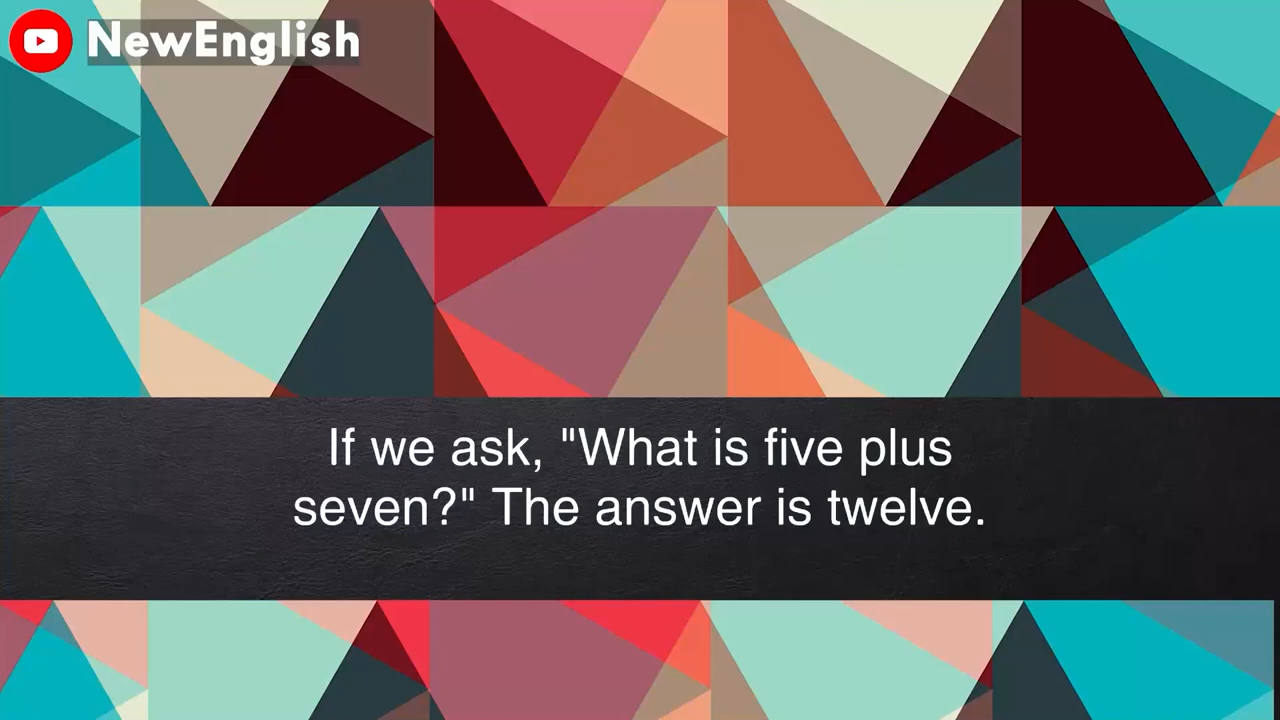 NewEnglish
If we ask, "What is five plus
seven?" The answer is twelve.